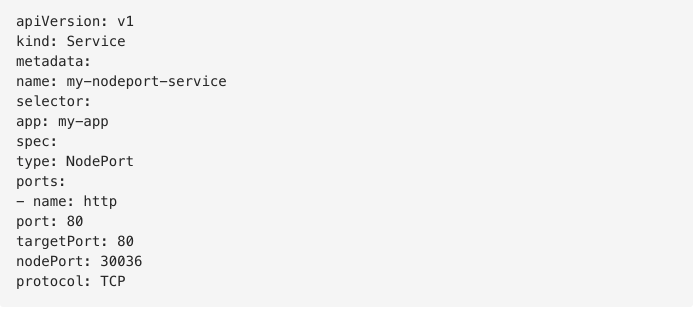 apiVersion: v1
kind: Service
metadata:
name: my-nodeport-service
selector:
app: my-app
spec:
type: NodePort
ports:
- name: http
port: 80
targetPort: 80
nodePort: 30036
protocol: TCP